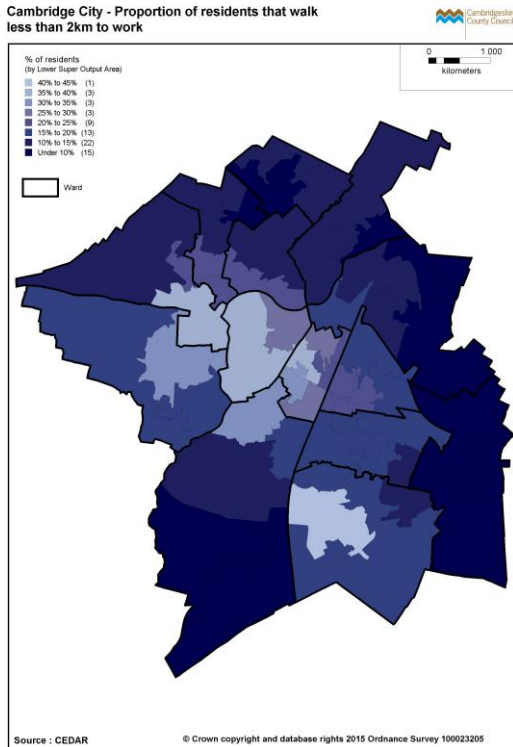 Cambridge City - Proportion of residents that walk
less than 2km to work
Cambridgeshire
County Council
% of residents
(by Lower Super Output Area)
40% to 45% (1)
35% to 40% (3)
30% to 35% (3)
25% to 30% (3)
20% to 25% (9)
15% to 20% (13)
10% to 15% (22)
Under 10% (15)
Ward
0 1.000
kilometers
Source : CEDAR © Crown copyright and database rights 2015 Ordnance Survey 100023205